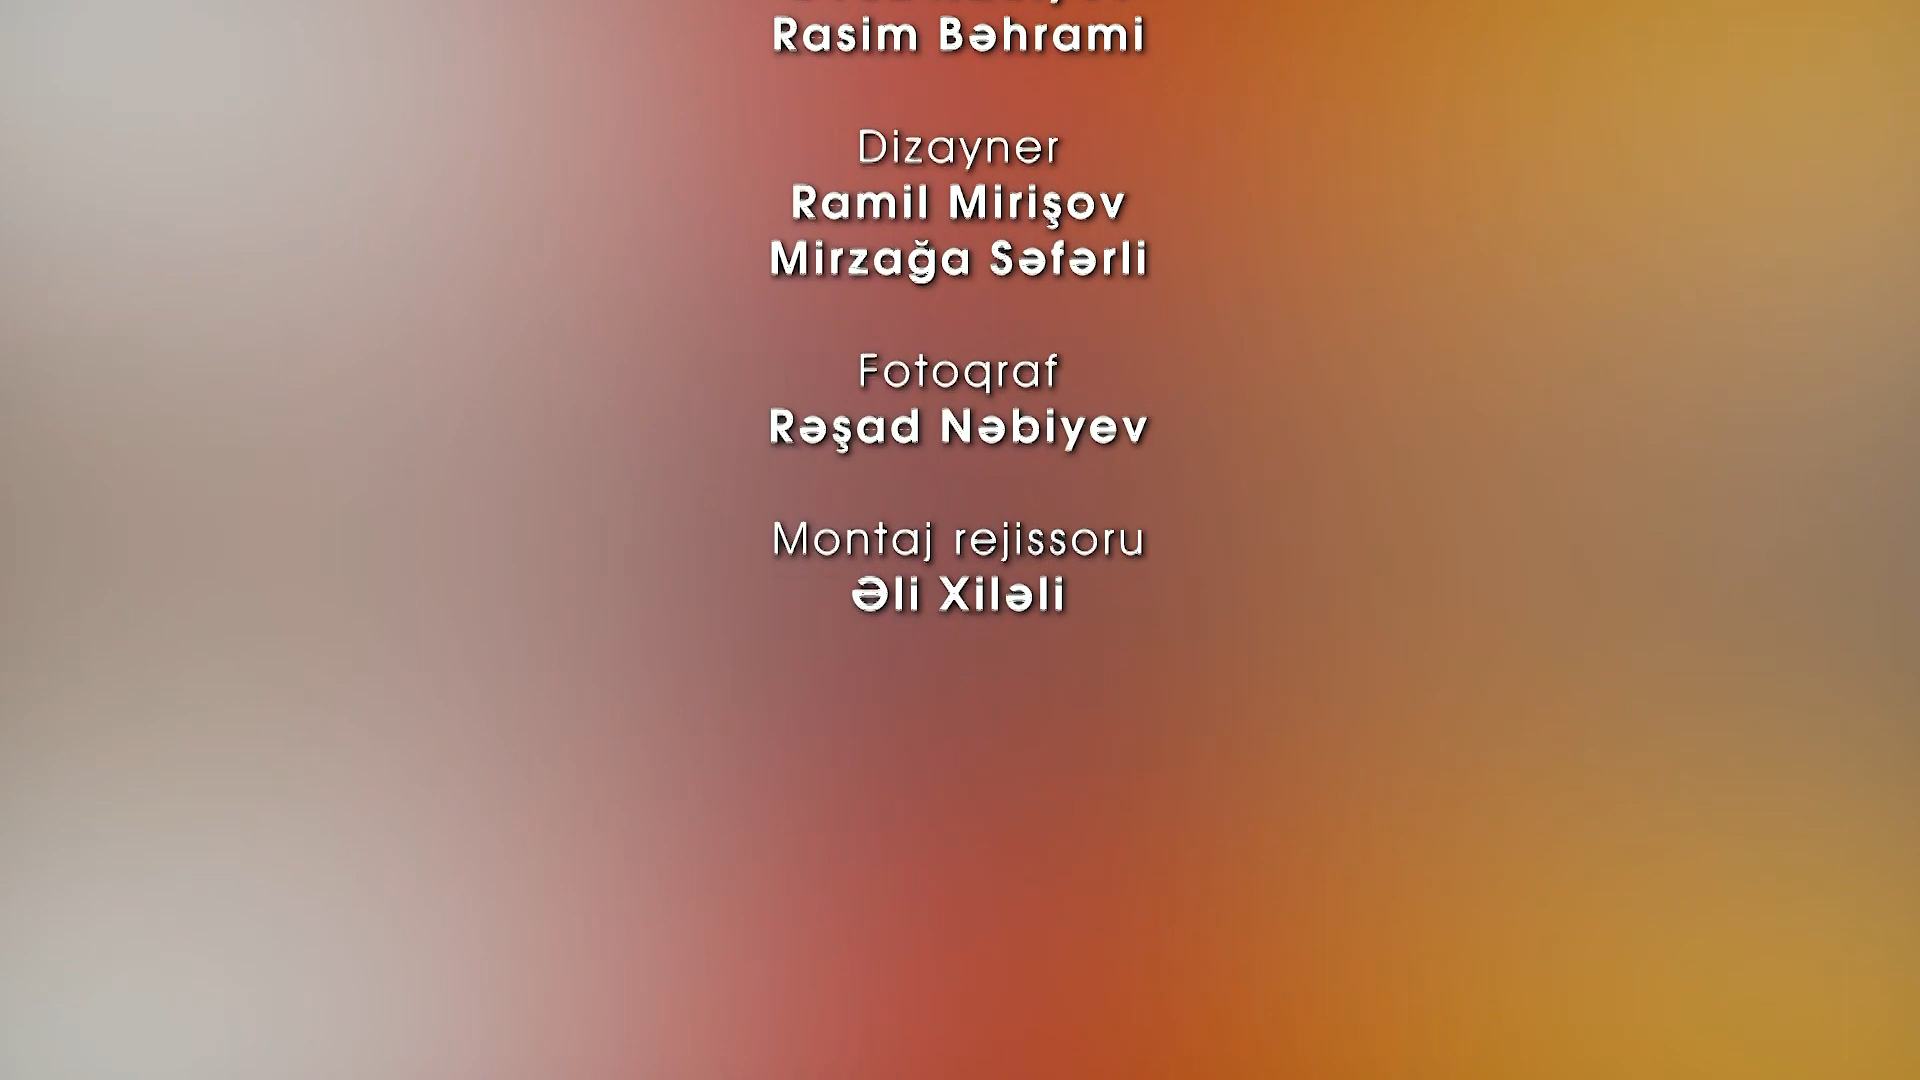 Rasim Bəhrami
Dizayner
Ramil Mirişov
Mirzağa Səfərli
Fotoqraf
Rəşad Nəbiyev
Montaj rejissoru
Əli Xiləli